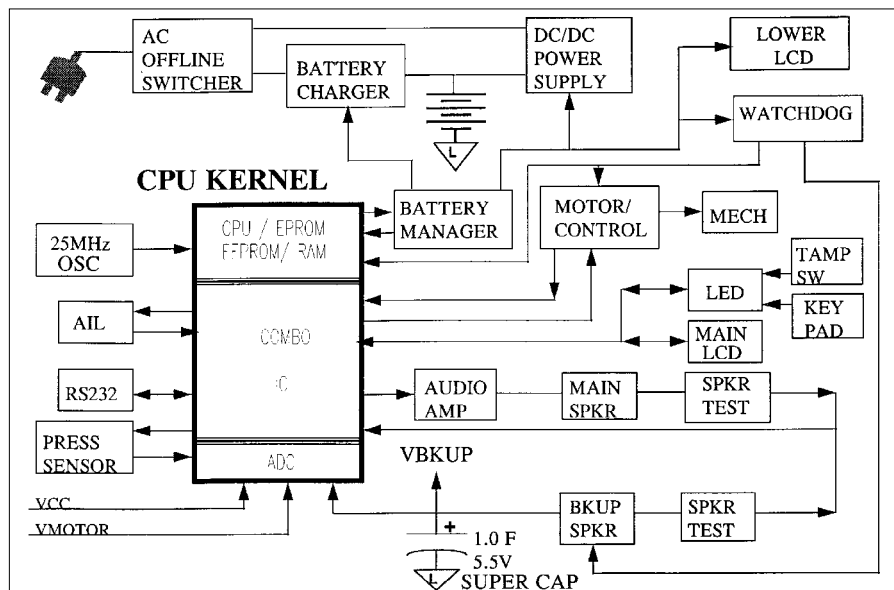 AC
OFFLINE
SWITCHER
BATTERY
CHARGER
DC/DC
POWER
SUPPLY
LOWER
LCD
WATCHDOG
L
CPU KERNEL
CPU / EPROM
EEPROM/ RAM
BATTERY
MANAGER
MOTOR/
CONTROL
MECH
25MHz
OSC
TAMP
SW
LED
KEY
PAD
AIL
COMBO
IC
MAIN
LCD
RS232
AUDIO
AMP
MAIN
SPKR
SPKR
TEST
PRESS
SENSOR
ADC
VBKUP
VCC
VMOTOR
+
1.0 F
5.5V
L
SUPER CAP
BKUP
SPKR
SPKR
TEST